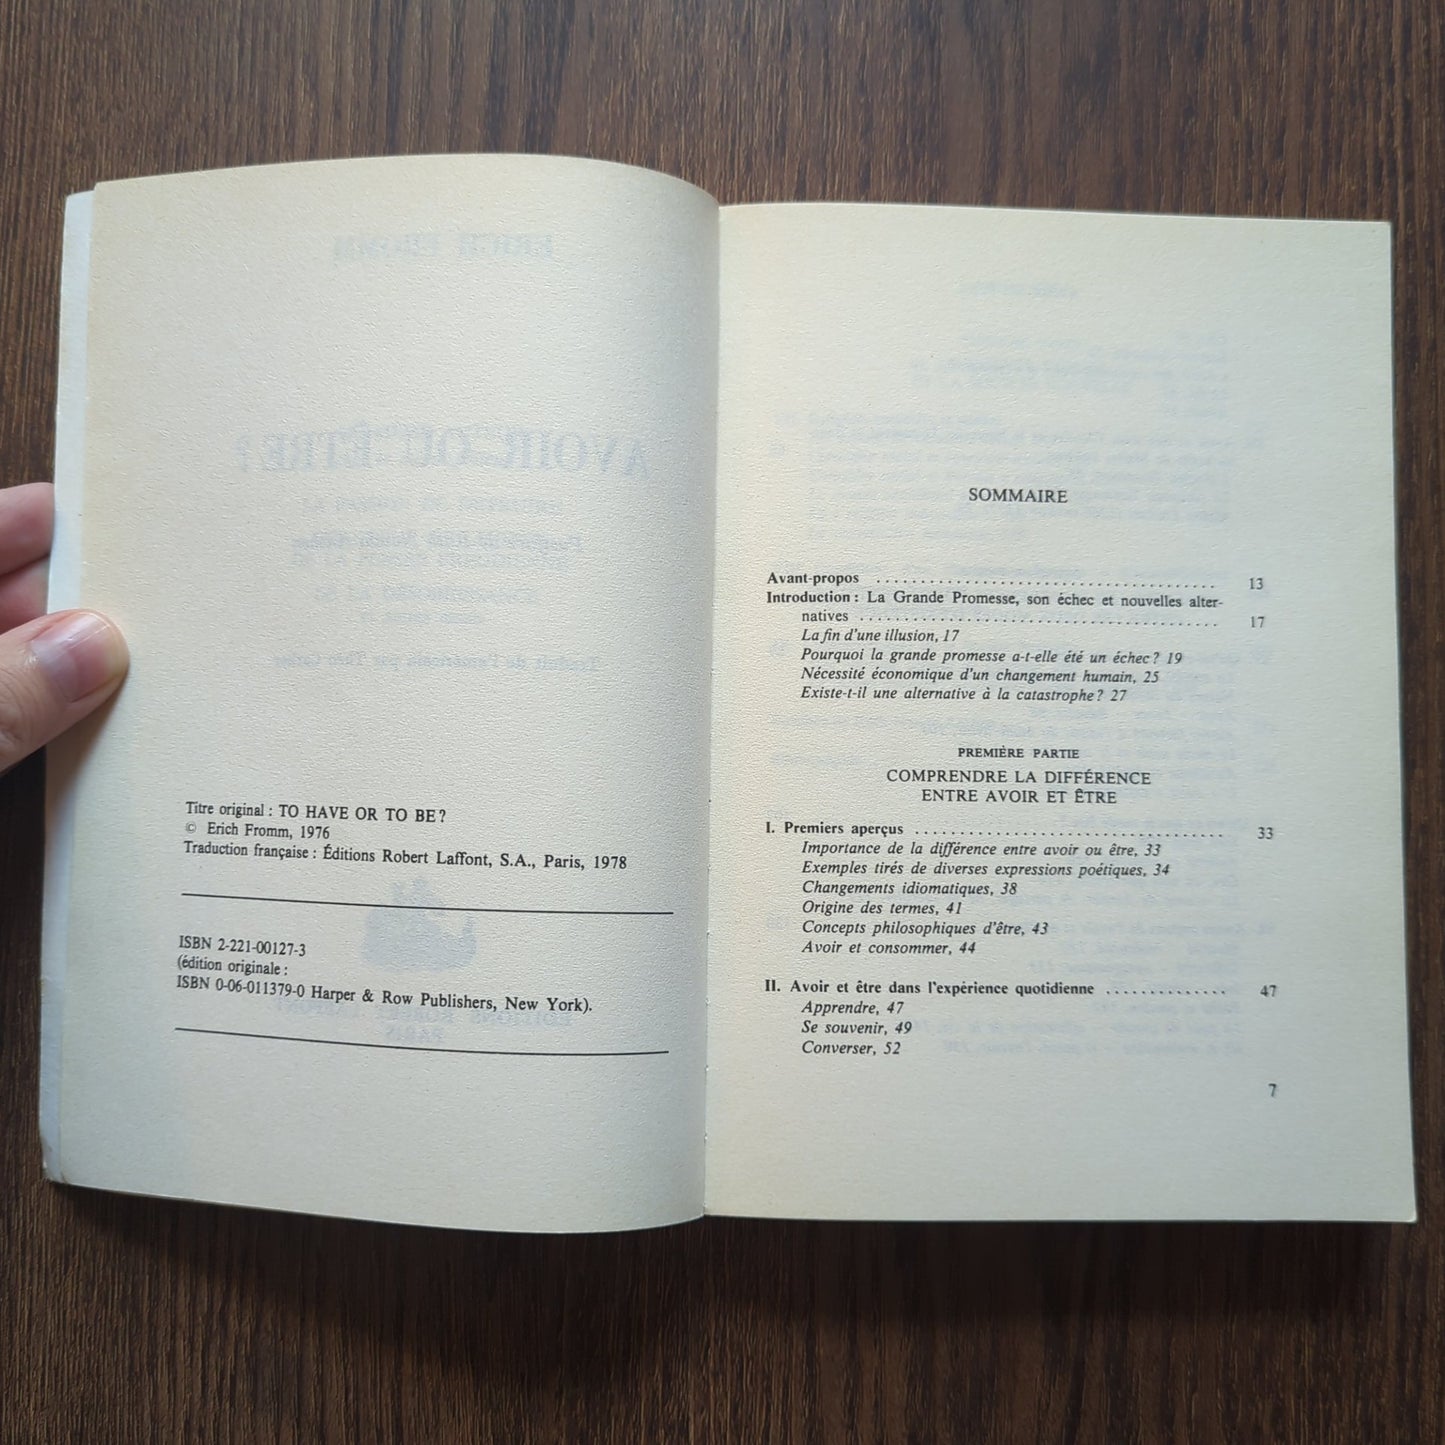 Titre original : TO HAVE OR TO BE?
© Erich Fromm, 1976
Traduction française : Éditions Robert Laffont, S.A., Paris, 1978
ISBN 2-221-00127-3
(édition originale :
ISBN 0-06-011379-0 Harper & Row Publishers, New York).
SOMMAIRE
Avant-propos ........................................ 13
Introduction : La Grande Promesse, son échec et nouvelles alter-
natives ........................................ 17
La fin d'une illusion, 17
Pourquoi la grande promesse a-t-elle été un échec ? 19
Nécessité économique d'un changement humain, 25
Existe-t-il une alternative à la catastrophe ? 27
PREMIÈRE PARTIE
COMPRENDRE LA DIFFÉRENCE
ENTRE AVOIR ET ÊTRE
I. Premiers aperçus ................................... 33
Importance de la différence entre avoir ou être, 33
Exemples tirés de diverses expressions poétiques, 34
Changements idiomatiques, 38
Origine des termes, 41
Concepts philosophiques d'être, 43
Avoir et consommer, 44
II. Avoir et être dans l'expérience quotidienne .............. 47
Apprendre, 47
Se souvenir, 49
Converser, 52
7